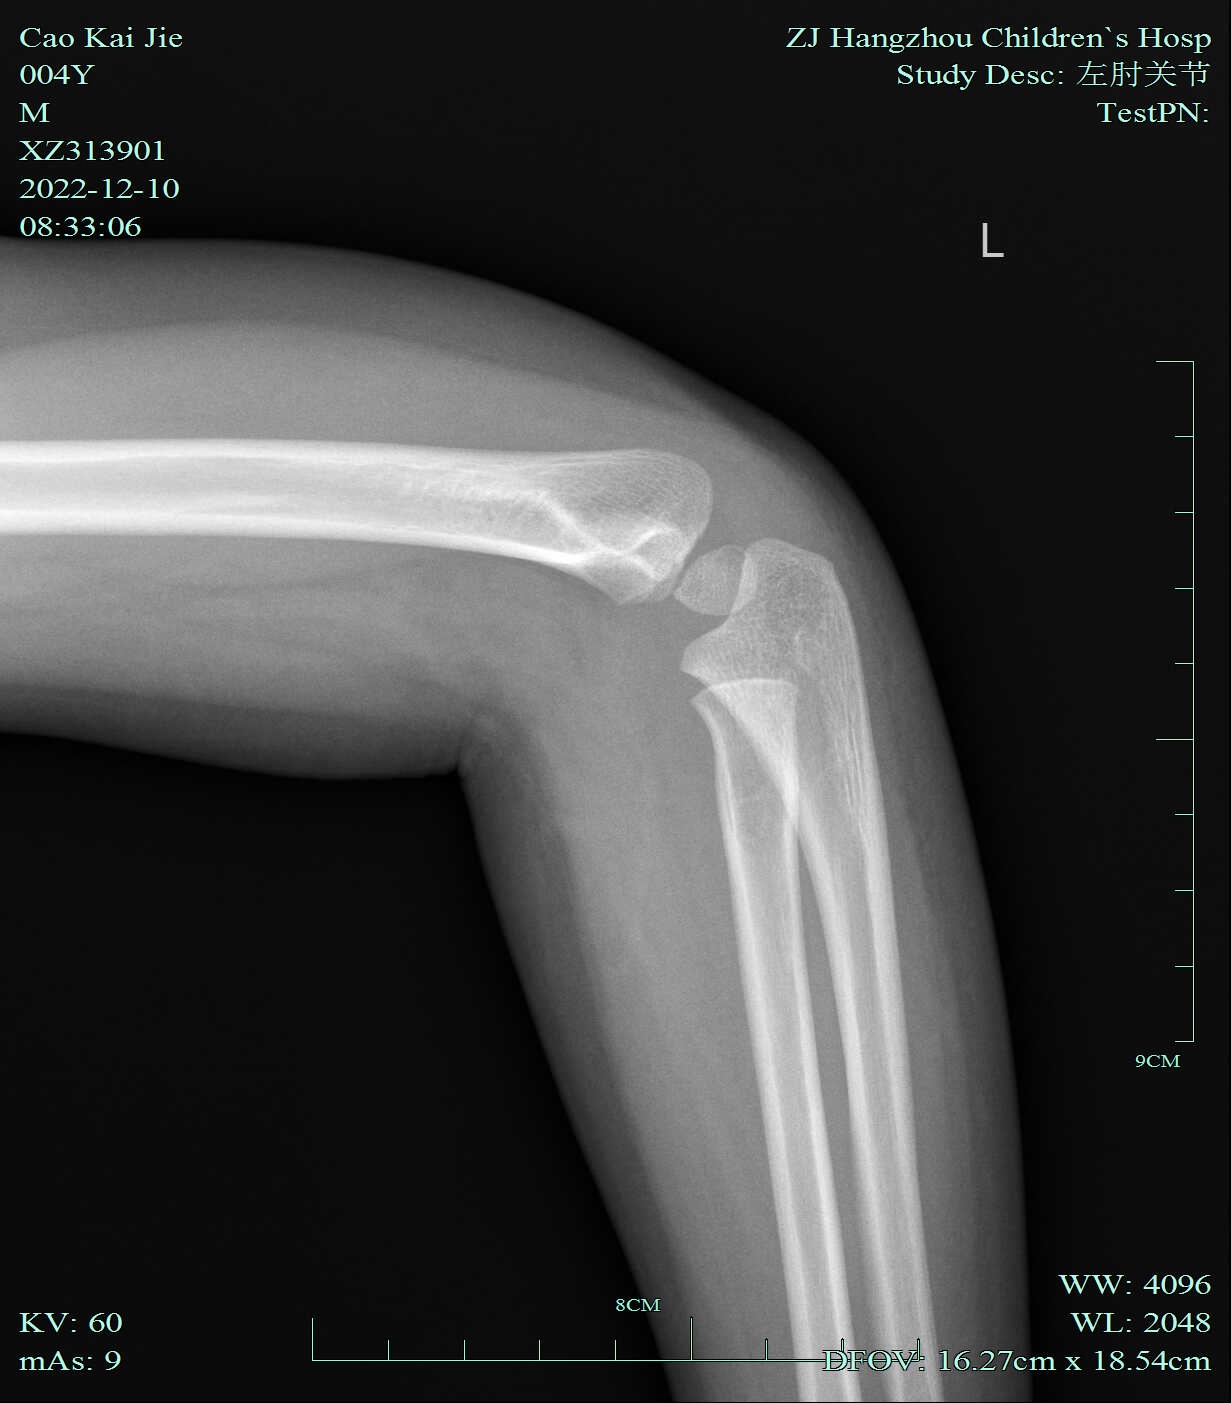 Cao Kai Jie
004Y
M
XZ313901
2022-12-10
08:33:06
ZJ Hangzhou Children`s Hosp
Study Desc: 左肘关节
TestPN:
L
9CM
8CM
KV: 60
mAs: 9
WW: 4096
WL: 2048
DFOV: 16.27cm x 18.54cm